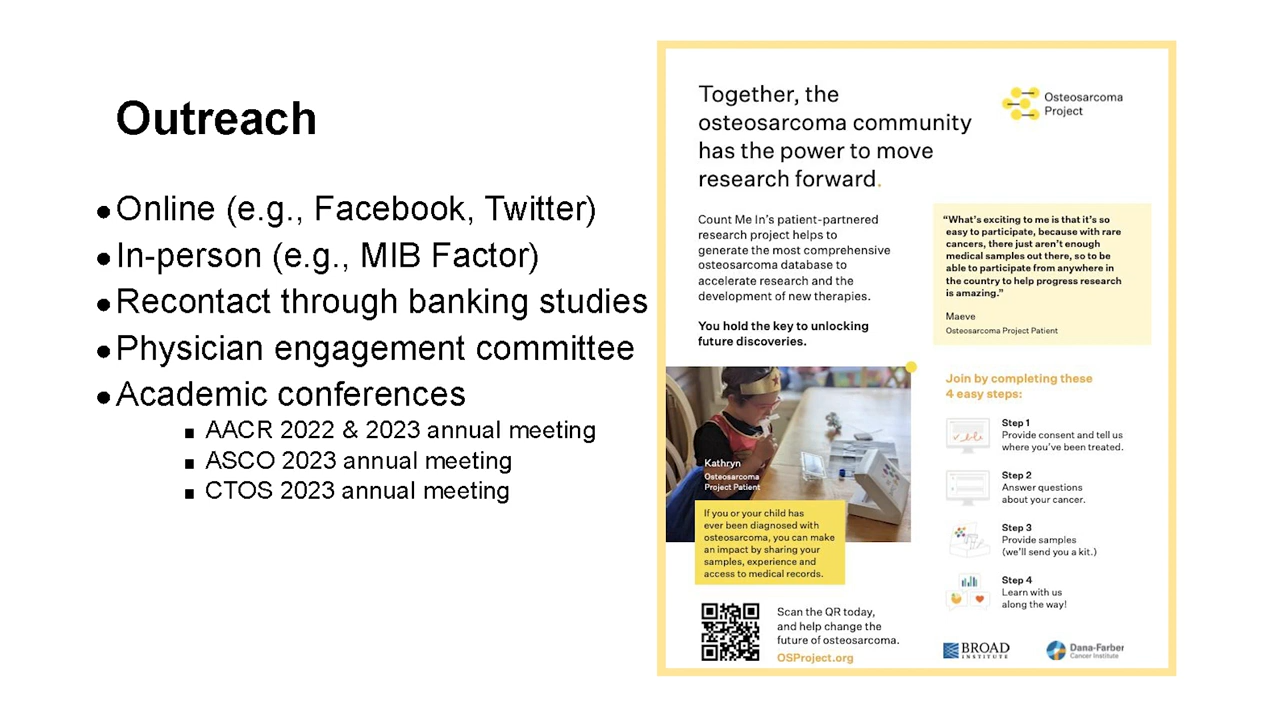 Outreach
● Online (e.g., Facebook, Twitter)
● In-person (e.g., MIB Factor)
● Recontact through banking studies
● Physician engagement committee
● Academic conferences
■ AACR 2022 & 2023 annual meeting
■ ASCO 2023 annual meeting
■ CTOS 2023 annual meeting
Together, the
osteosarcoma community
has the power to move
research forward.
Osteosarcoma
Project
Count Me In’s patient-partnered
research project helps to
generate the most comprehensive
osteosarcoma database to
accelerate research and the
development of new therapies.
You hold the key to unlocking
future discoveries.
“What’s exciting to me is that it’s so
easy to participate, because with rare
cancers, there just aren’t enough
medical samples out there, so to be
able to participate from anywhere in
the country to help progress research
is amazing.”
Maeve
Osteosarcoma Project Patient
Kathryn
Osteosarcoma
Project Patient
If you or your child has
ever been diagnosed with
osteosarcoma, you can make
an impact by sharing your
samples, experience and
access to medical records.
Join by completing these
4 easy steps:
Step 1
Provide consent and tell us
where you’ve been treated.
Step 2
Answer questions
about your cancer.
Step 3
Provide samples
(we’ll send you a kit.)
Step 4
Learn with us
along the way!
Scan the QR today,
and help change the
future of osteosarcoma.
OSProject.org
BROAD
INSTITUTE
Dana-Farber
Cancer Institute